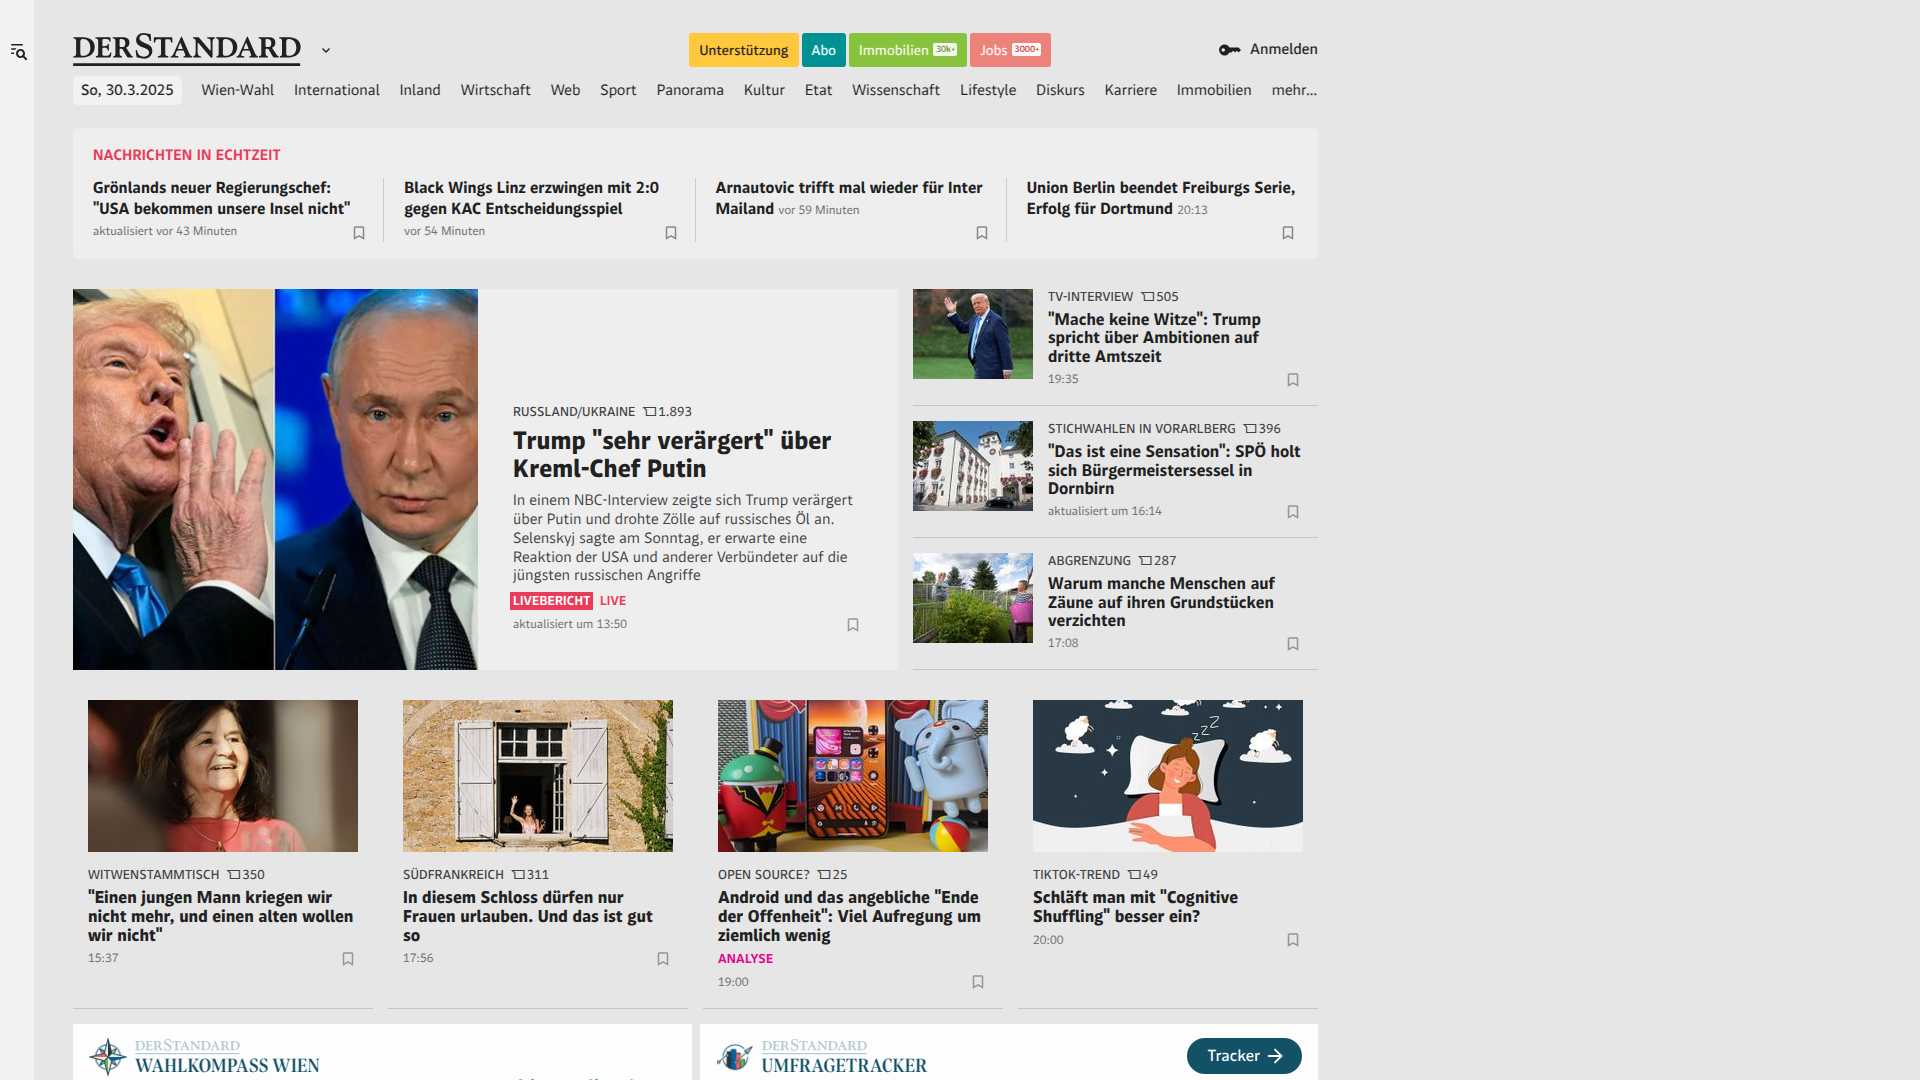 DERSTANDARD
Unterstützung
Abo
Immobilien 30k+
Jobs 3000+
Anmelden
So, 30.3.2025
Wien-Wahl
International
Inland
Wirtschaft
Web
Sport
Panorama
Kultur
Etat
Wissenschaft
Lifestyle
Diskurs
Karriere
Immobilien
mehr...
NACHRICHTEN IN ECHTZEIT
Grönlands neuer Regierungschef:
"USA bekommen unsere Insel nicht"
aktualisiert vor 43 Minuten
Black Wings Linz erzwingen mit 2:0
gegen KAC Entscheidungsspiel
vor 54 Minuten
Arnautovic trifft mal wieder für Inter
Mailand vor 59 Minuten
Union Berlin beendet Freiburgs Serie,
Erfolg für Dortmund 20:13
RUSSLAND/UKRAINE 1.893
Trump "sehr verärgert" über
Kreml-Chef Putin
In einem NBC-Interview zeigte sich Trump verärgert
über Putin und drohte Zölle auf russisches Öl an.
Selenskyj sagte am Sonntag, er erwarte eine
Reaktion der USA und anderer Verbündeter auf die
jüngsten russischen Angriffe
LIVEBERICHT LIVE
aktualisiert um 13:50
TV-INTERVIEW 505
"Mache keine Witze": Trump
spricht über Ambitionen auf
dritte Amtszeit
19:35
STICHWAHLEN IN VORARLBERG 396
"Das ist eine Sensation": SPÖ holt
sich Bürgermeistersessel in
Dornbirn
aktualisiert um 16:14
ABGRENZUNG 287
Warum manche Menschen auf
Zäune auf ihren Grundstücken
verzichten
17:08
WITWENSTAMMTISCH 350
"Einen jungen Mann kriegen wir
nicht mehr, und einen alten wollen
wir nicht"
15:37
SÜDFRANKREICH 311
In diesem Schloss dürfen nur
Frauen urlauben. Und das ist gut
so
17:56
OPEN SOURCE? 25
Android und das angebliche "Ende
der Offenheit": Viel Aufregung um
ziemlich wenig
ANALYSE
19:00
zZZ
TIKTOK-TREND 49
Schläft man mit "Cognitive
Shuffling" besser ein?
20:00
DERSTANDARD
WAHLKOMPASS WIEN
DERSTANDARD
UMFRAGETRACKER
Tracker